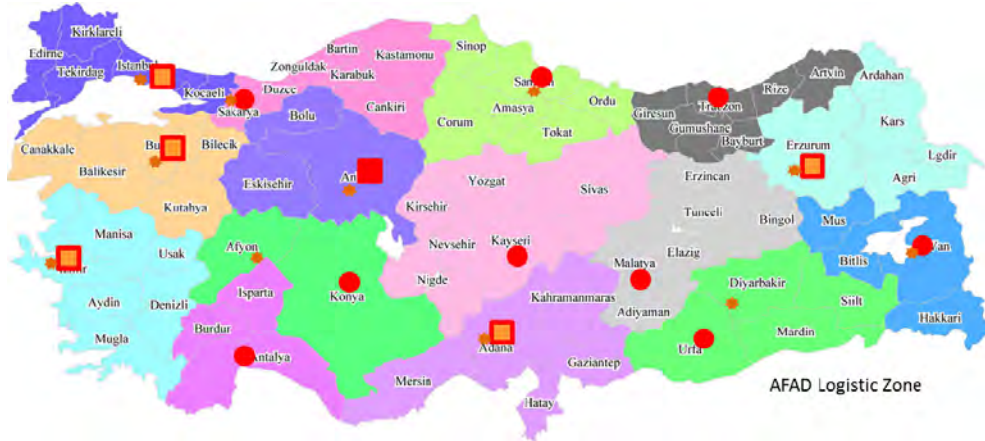 Kirklareli
Edirne
Istanbul
Tekirdag
Kocaeli
Sakarya
Bartin
Kastamonu
Zonguldak
Karabuk
Duzce
Cankiri
Bolu
Sinop
Amasya
Ordu
Corum
Tokat
Giresun
Gumushane
Bayburt
Rize
Artvin
Ardahan
Kars
Erzurum
Lgdir
Agri
Canakkale
Bu
Bilecik
Balikesir
Kutahya
Eskisehir
An
Kirsehir
Yozgat
Sivas
Nevsehir
Kayseri
Nigde
Erzincan
Tunceli
Bingol
Elazig
Malatya
Adiyaman
Mus
Bitlis
Van
Hakkari
Manisa
Usak
Aydin
Denizli
Mugla
Afyon
Konya
Isparta
Burdur
Antalya
Kahramanmaras
Adana
Mersin
Gaziantep
Hatay
Diyarbakir
Siilt
Mardin
Urfa
AFAD Logistic Zone